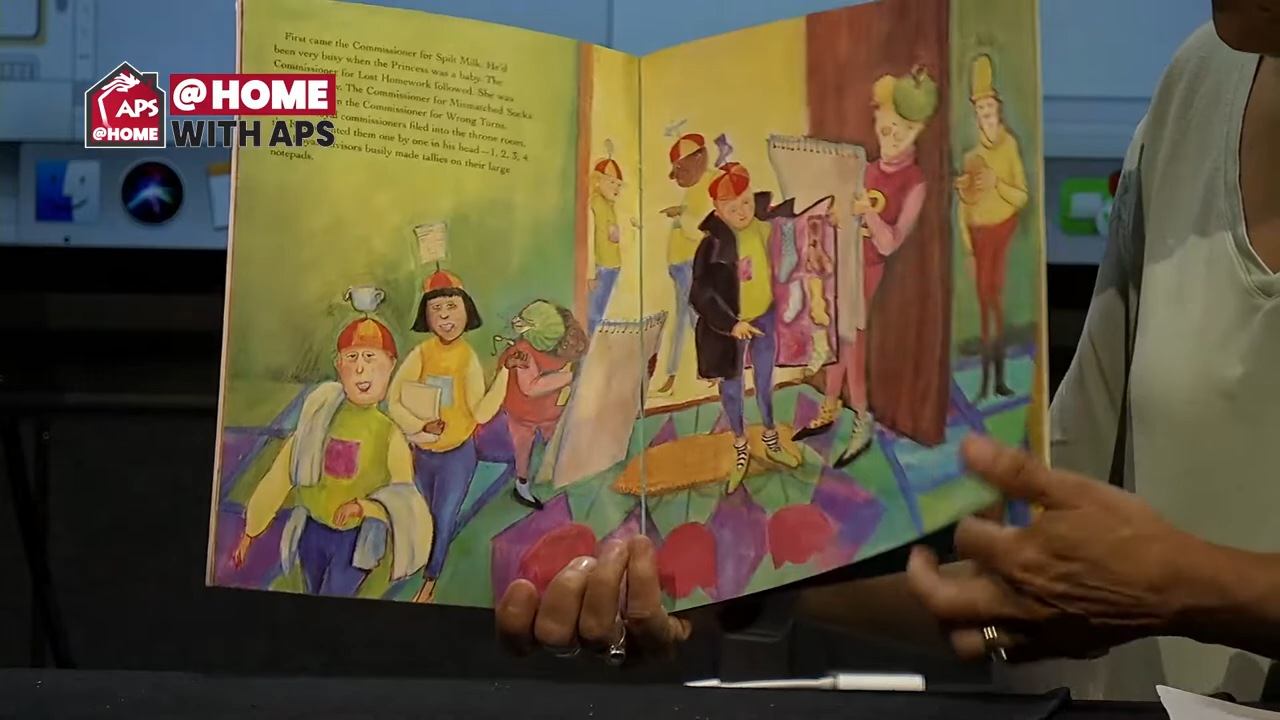 First came the Commissioner for Spilt Milk. He'd
been very busy when the Princess was a baby. The
Commissioner for Lost Homework followed. She was
The Commissioner for Mismatched Socks
the Commissioner for Wrong Turns.
commissioners filed into the throne room.
them one by one in his head—1, 2, 3, 4
visors busily made tallies on their large
notepads.
APS
@HOME
@HOME
WITH APS